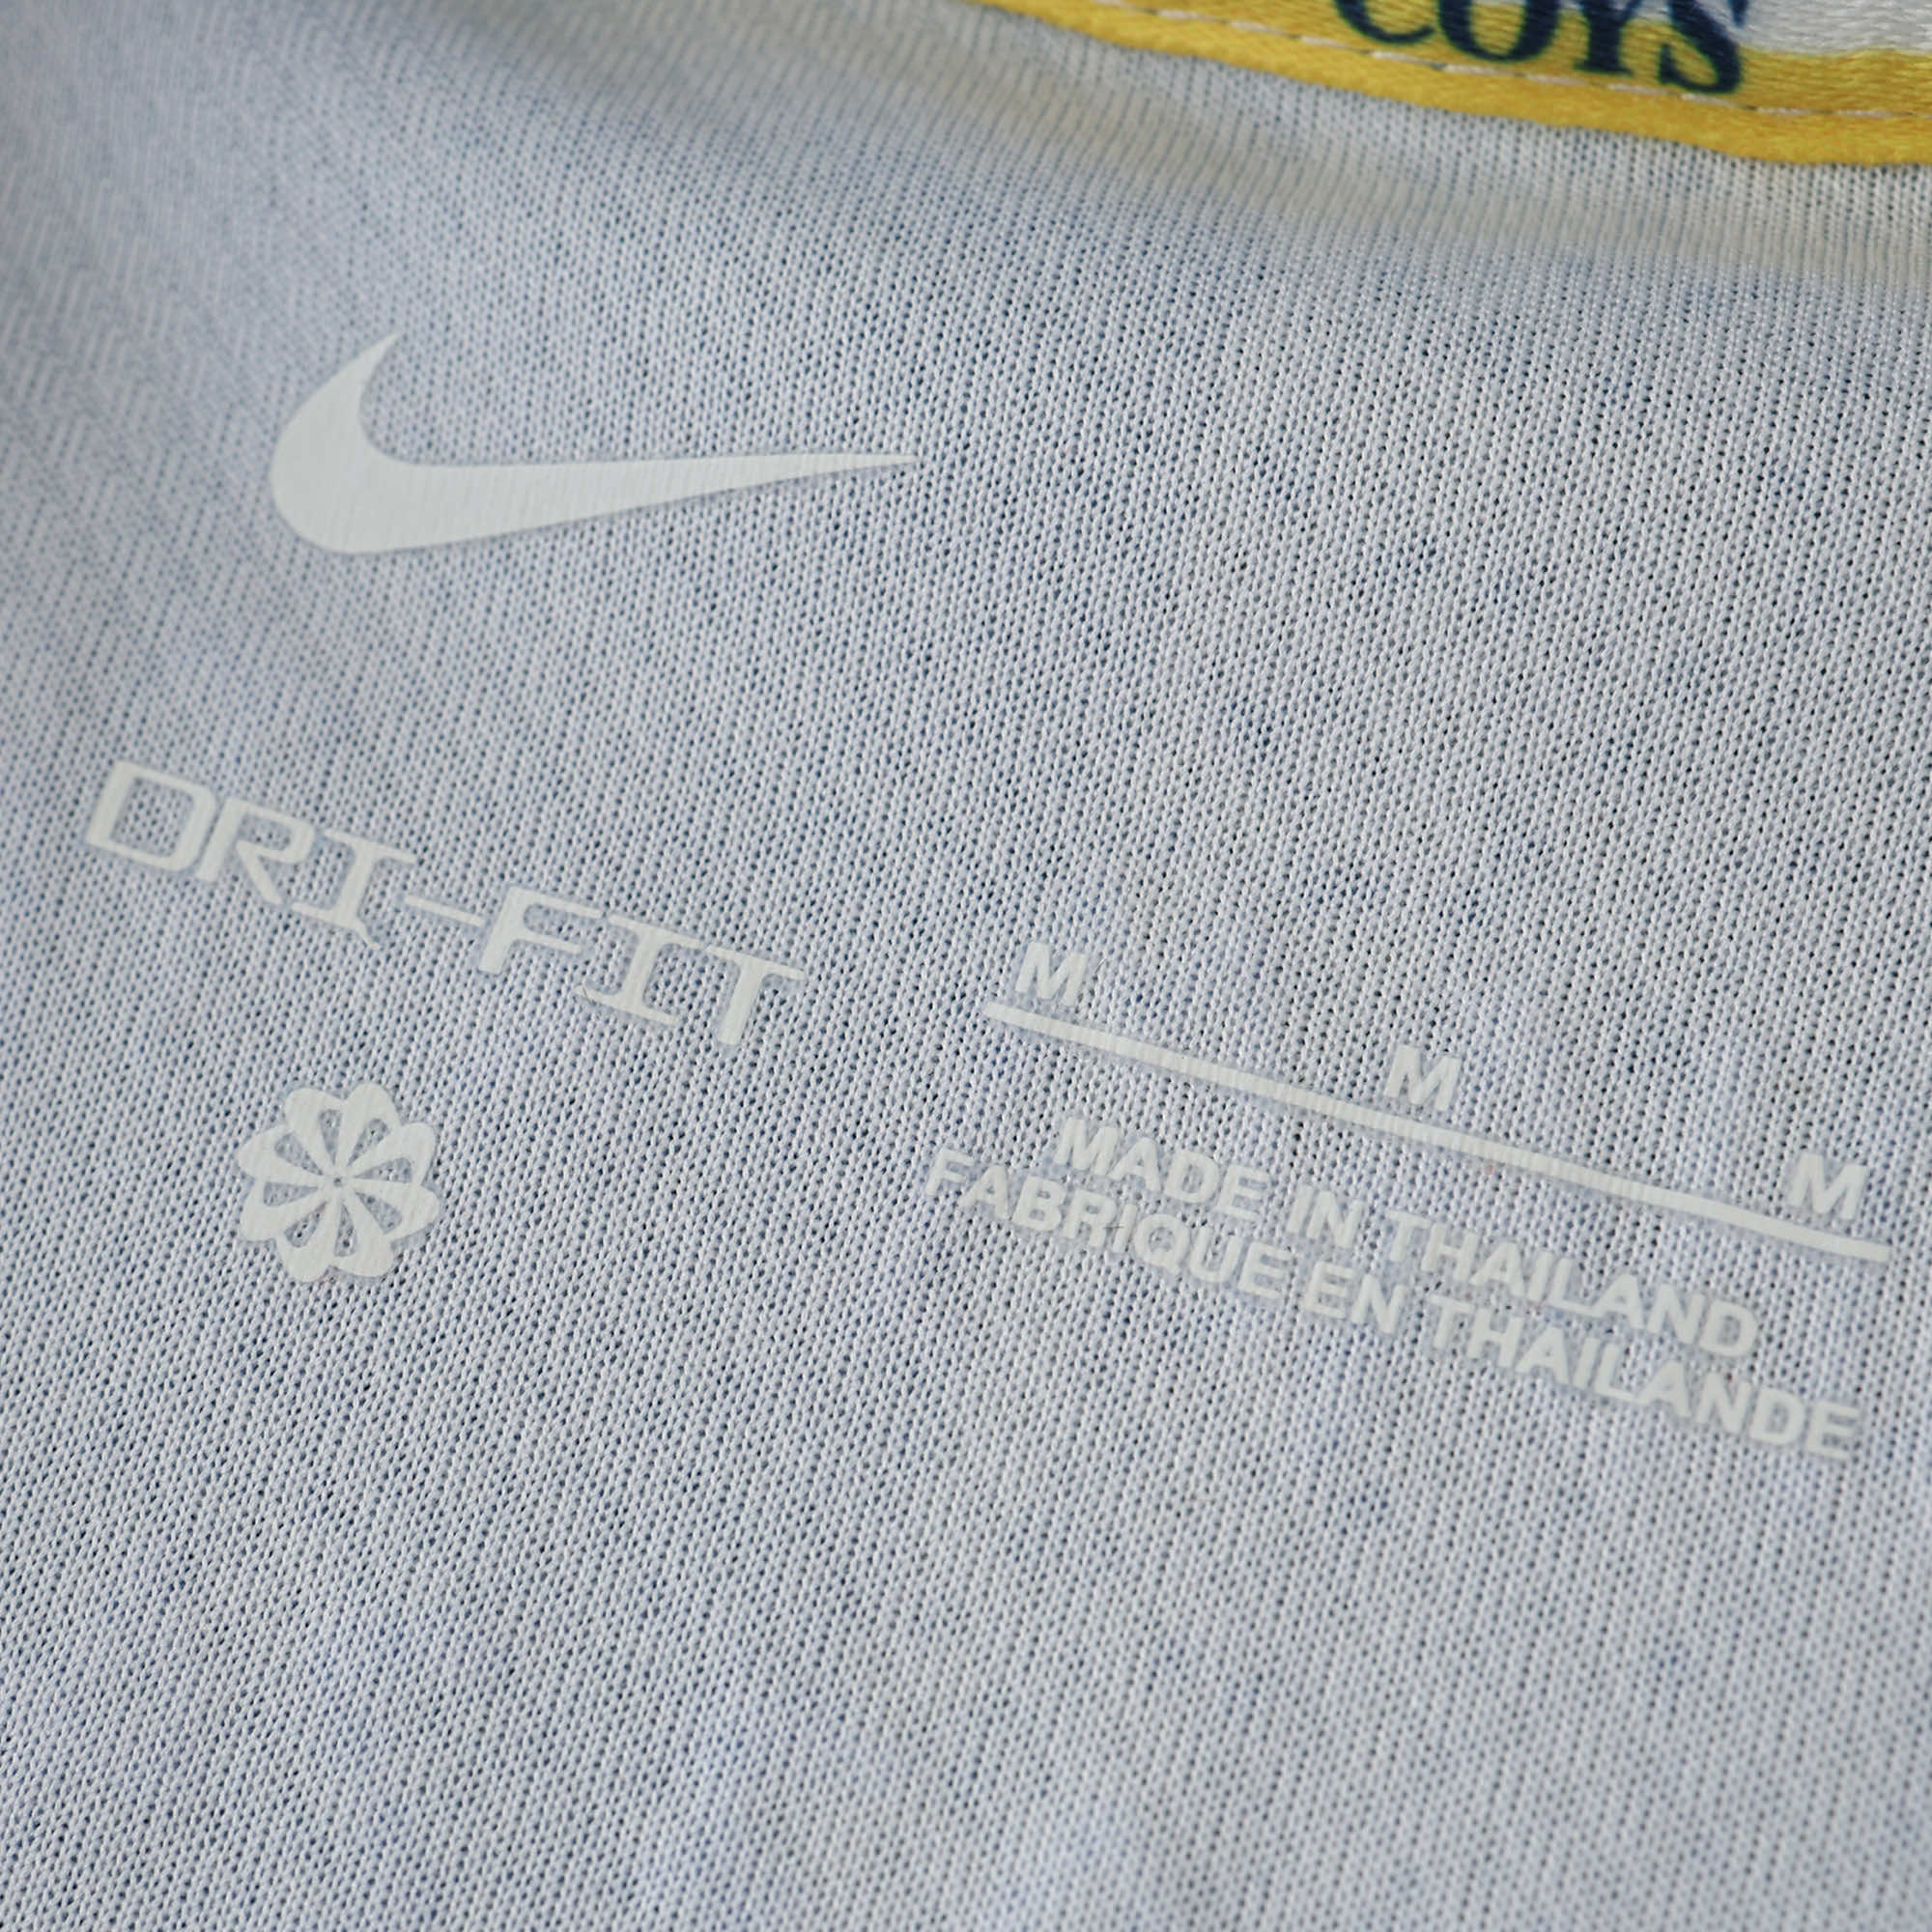 COYS
DRI-FIT
M M M
MADE IN THAILAND
FABRIQUE EN THAILANDE